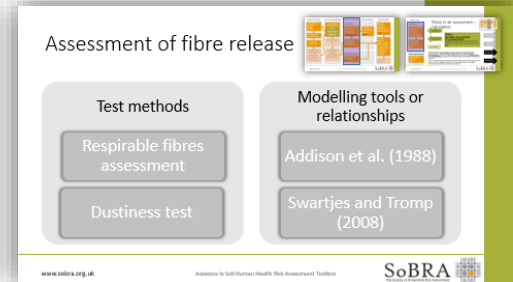 Assessment of fibre release
Test methods
Respirable fibres
assessment
Dustiness test
Modelling tools or
relationships
Addison et al. (1988)
Swartjes and Tromp
(2008)
www.sobra.org.uk
Asbestos in Soil Human Health Risk Assessment Toolbox
SoBRA